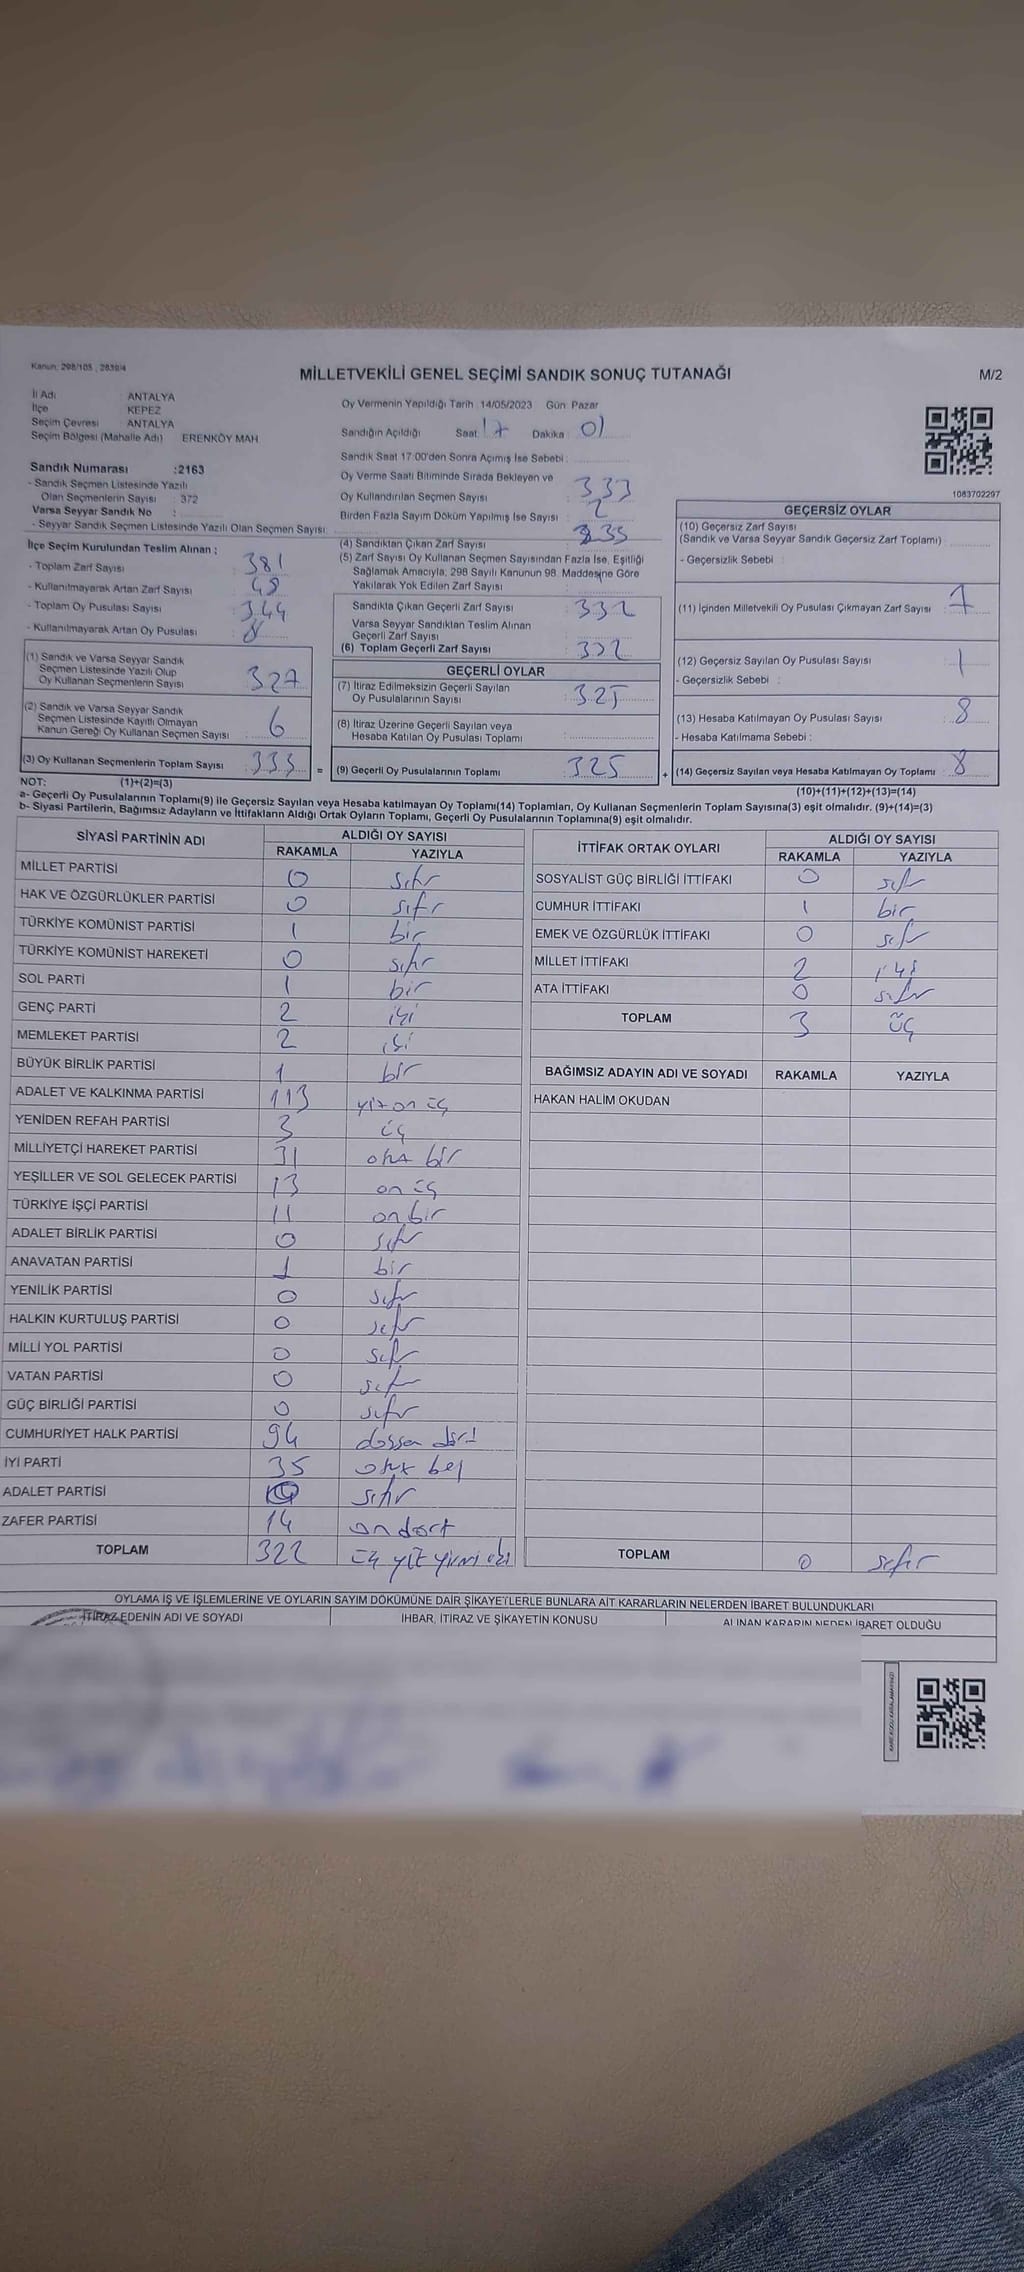 Kanun: 298/105 , 2839/4
MİLLETVEKİLİ GENEL SEÇİMİ SANDIK SONUÇ TUTANAĞI
M/2
İl Adı : ANTALYA
İlçe : KEPEZ
Seçim Çevresi : ANTALYA
Seçim Bölgesi (Mahalle Adı) ERENKÖY MAH
Sandık Numarası :2163
- Sandık Seçmen Listesinde Yazılı
Olan Seçmenlerin Sayısı : 372
Varsa Seyyar Sandık No :
- Seyyar Sandık Seçmen Listesinde Yazılı Olan Seçmen Sayısı :
İlçe Seçim Kurulundan Teslim Alınan ;
- Toplam Zarf Sayısı : 381
- Kullanılmayarak Artan Zarf Sayısı : 48
- Toplam Oy Pusulası Sayısı : 344
- Kullanılmayarak Artan Oy Pusulası :
(1) Sandık ve Varsa Seyyar Sandık
Seçmen Listesinde Yazılı Olup
Oy Kullanan Seçmenlerin Sayısı : 327
(2) Sandık ve Varsa Seyyar Sandık
Seçmen Listesinde Kayıtlı Olmayan
Kanun Gereği Oy Kullanan Seçmen Sayısı : 6
(3) Oy Kullanan Seçmenlerin Toplam Sayısı : 333
Oy Vermenin Yapıldığı Tarih :14/05/2023 Gün: Pazar
Sandığın Açıldığı Saat: 17 Dakika : 01
Sandık Saat 17:00'den Sonra Açımış İse Sebebi :
Oy Verme Saati Bitiminde Sırada Bekleyen ve
Oy Kullandırılan Seçmen Sayısı : 333
Birden Fazla Sayım Döküm Yapılmış İse Sayısı : 2
(4) Sandıktan Çıkan Zarf Sayısı : 333
(5) Zarf Sayısı Oy Kullanan Seçmen Sayısından Fazla İse, Eşitliği
Sağlamak Amacıyla, 298 Sayılı Kanunun 98. Maddesine Göre
Yakılarak Yok Edilen Zarf Sayısı :
Sandıkta Çıkan Geçerli Zarf Sayısı : 332
Varsa Seyyar Sandıktan Teslim Alınan
Geçerli Zarf Sayısı :
(6) Toplam Geçerli Zarf Sayısı : 332
GEÇERLİ OYLAR
(7) İtiraz Edilmeksizin Geçerli Sayılan
Oy Pusulalarının Sayısı : 325
(8) İtiraz Üzerine Geçerli Sayılan veya
Hesaba Katılan Oy Pusulası Toplamı :
= (9) Geçerli Oy Pusulalarının Toplamı : 325
1083702297
GEÇERSİZ OYLAR
(10) Geçersiz Zarf Sayısı
(Sandık ve Varsa Seyyar Sandık Geçersiz Zarf Toplamı) :
- Geçersizlik Sebebi :
(11) İçinden Milletvekili Oy Pusulası Çıkmayan Zarf Sayısı :
(12) Geçersiz Sayılan Oy Pusulası Sayısı : 1
- Geçersizlik Sebebi :
(13) Hesaba Katılmayan Oy Pusulası Sayısı : 8
- Hesaba Katılmama Sebebi :
+ (14) Geçersiz Sayılan veya Hesaba Katılmayan Oy Toplamı : 8
NOT: (1)+(2)=(3)
(10)+(11)+(12)+(13)=(14)
a- Geçerli Oy Pusulalarının Toplamı(9) ile Geçersiz Sayılan veya Hesaba katılmayan Oy Toplamı(14) Toplamları, Oy Kullanan Seçmenlerin Toplam Sayısına(3) eşit olmalıdır. (9)+(14)=(3)
b- Siyasi Partilerin, Bağımsız Adayların ve İttifakların Aldığı Ortak Oyların Toplamı, Geçerli Oy Pusulalarının Toplamına(9) eşit olmalıdır.
SİYASİ PARTİNİN ADI ALDIĞI OY SAYISI
RAKAMLA YAZIYLA
MİLLET PARTİSİ 0 sıfır
HAK VE ÖZGÜRLÜKLER PARTİSİ 0 sıfır
TÜRKİYE KOMÜNİST PARTİSİ 1 bir
TÜRKİYE KOMÜNİST HAREKETİ 0 sıfır
SOL PARTİ 1 bir
GENÇ PARTİ 2 iki
MEMLEKET PARTİSİ 2 iki
BÜYÜK BİRLİK PARTİSİ 1 bir
ADALET VE KALKINMA PARTİSİ 113 yüz on üç
YENİDEN REFAH PARTİSİ 3 üç
MİLLİYETÇİ HAREKET PARTİSİ 31 otuz bir
YEŞİLLER VE SOL GELECEK PARTİSİ 13 on üç
TÜRKİYE İŞÇİ PARTİSİ 11 on bir
ADALET BİRLİK PARTİSİ 0 sıfır
ANAVATAN PARTİSİ 1 bir
YENİLİK PARTİSİ 0 sıfır
HALKIN KURTULUŞ PARTİSİ 0 sıfır
MİLLİ YOL PARTİSİ 0 sıfır
VATAN PARTİSİ 0 sıfır
GÜÇ BİRLİĞİ PARTİSİ 0 sıfır
CUMHURİYET HALK PARTİSİ 94 doksan dört
İYİ PARTİ 35 otuz beş
ADALET PARTİSİ 0 sıfır
ZAFER PARTİSİ 14 on dört
TOPLAM 322 üç yüz yirmi iki
İTTİFAK ORTAK OYLARI ALDIĞI OY SAYISI
RAKAMLA YAZIYLA
SOSYALİST GÜÇ BİRLİĞİ İTTİFAKI 0 sıfır
CUMHUR İTTİFAKI 1 bir
EMEK VE ÖZGÜRLÜK İTTİFAKI 0 sıfır
MİLLET İTTİFAKI 2 iki
ATA İTTİFAKI 0 sıfır
TOPLAM 3 üç
BAĞIMSIZ ADAYIN ADI VE SOYADI RAKAMLA YAZIYLA
HAKAN HALİM OKUDAN
TOPLAM 0 sıfır
OYLAMA İŞ VE İŞLEMLERİNE VE OYLARIN SAYIM DÖKÜMÜNE DAİR ŞİKAYETLERLE BUNLARA AİT KARARLARIN NELERDEN İBARET BULUNDUKLARI
İTİRAZ EDENİN ADI VE SOYADI İHBAR, İTİRAZ VE ŞİKAYETİN KONUSU ALINAN KARARIN NEDEN İBARET OLDUĞU